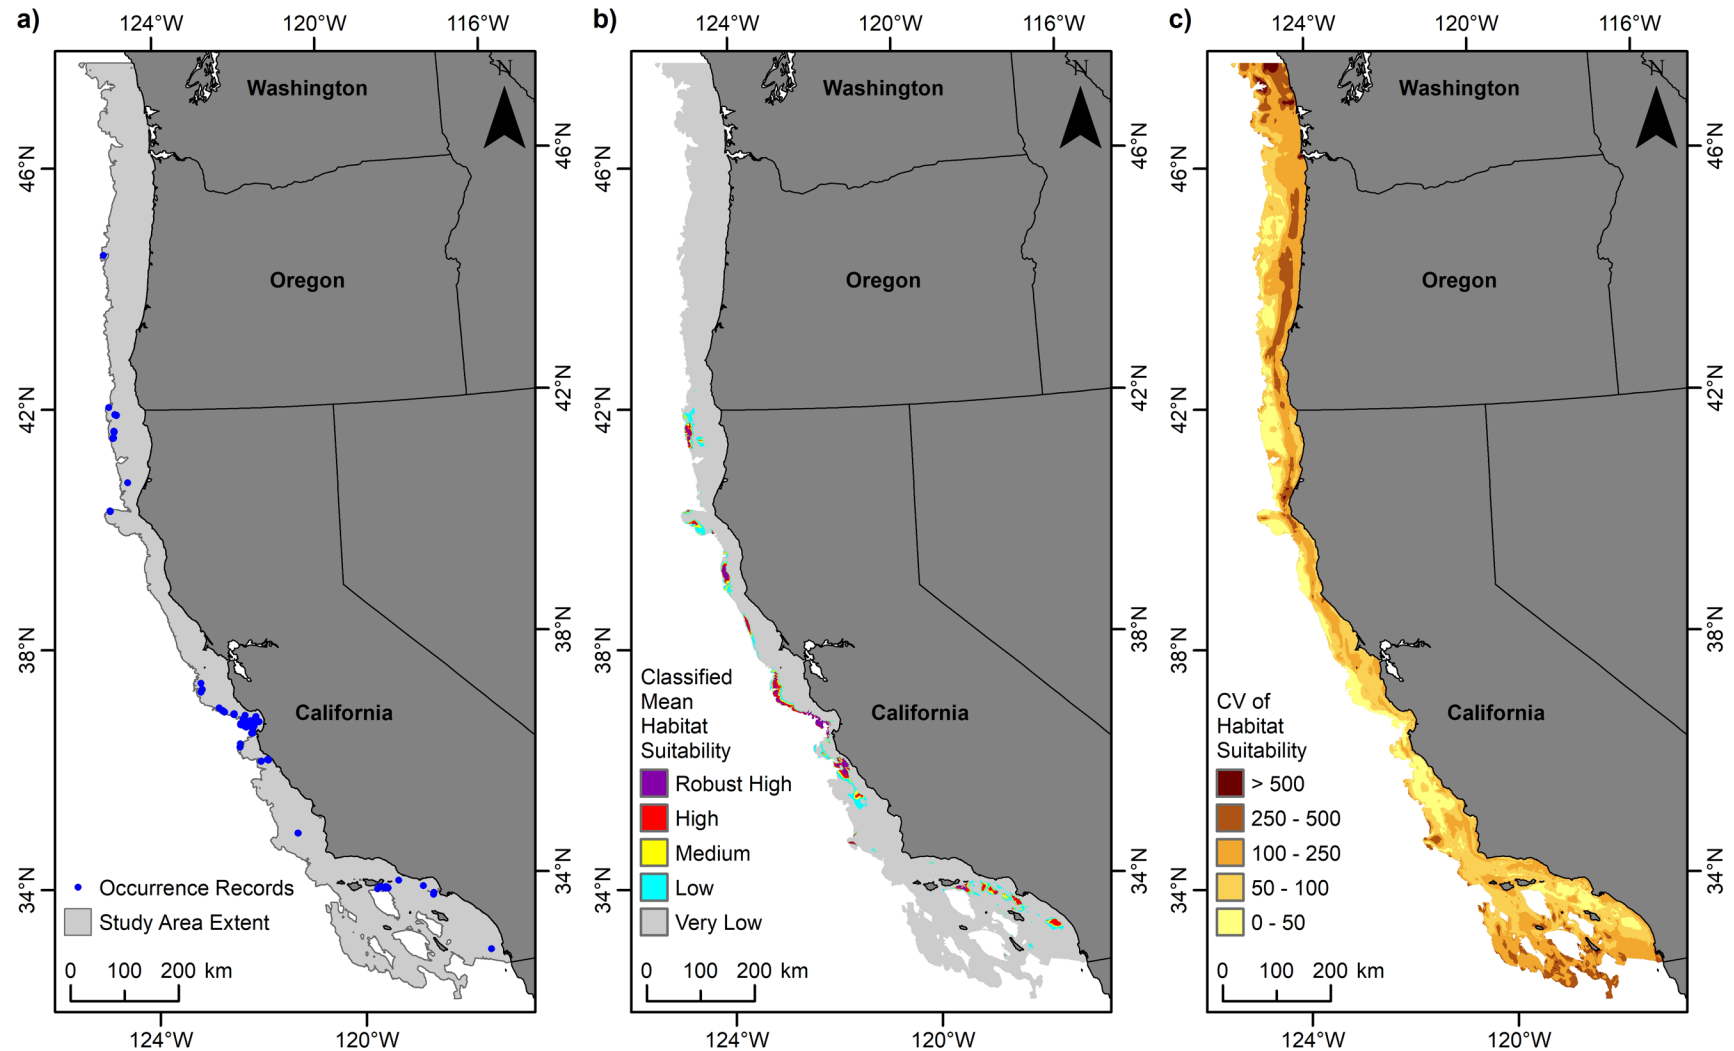 a)
124°W 120°W 116°W
N
Washington
46°N
46°N
Oregon
42°N
42°N
38°N
38°N
California
34°N
34°N
Occurrence Records
Study Area Extent
0 100 200 km
124°W 120°W
b)
124°W 120°W 116°W
N
Washington
46°N
46°N
Oregon
42°N
42°N
38°N
38°N
California
Classified
Mean
Habitat
Suitability
Robust High
High
Medium
Low
Very Low
34°N
34°N
0 100 200 km
124°W 120°W
c)
124°W 120°W 116°W
N
Washington
46°N
46°N
Oregon
42°N
42°N
38°N
38°N
California
CV of
Habitat
Suitability
> 500
250 - 500
100 - 250
50 - 100
0 - 50
34°N
34°N
0 100 200 km
124°W 120°W